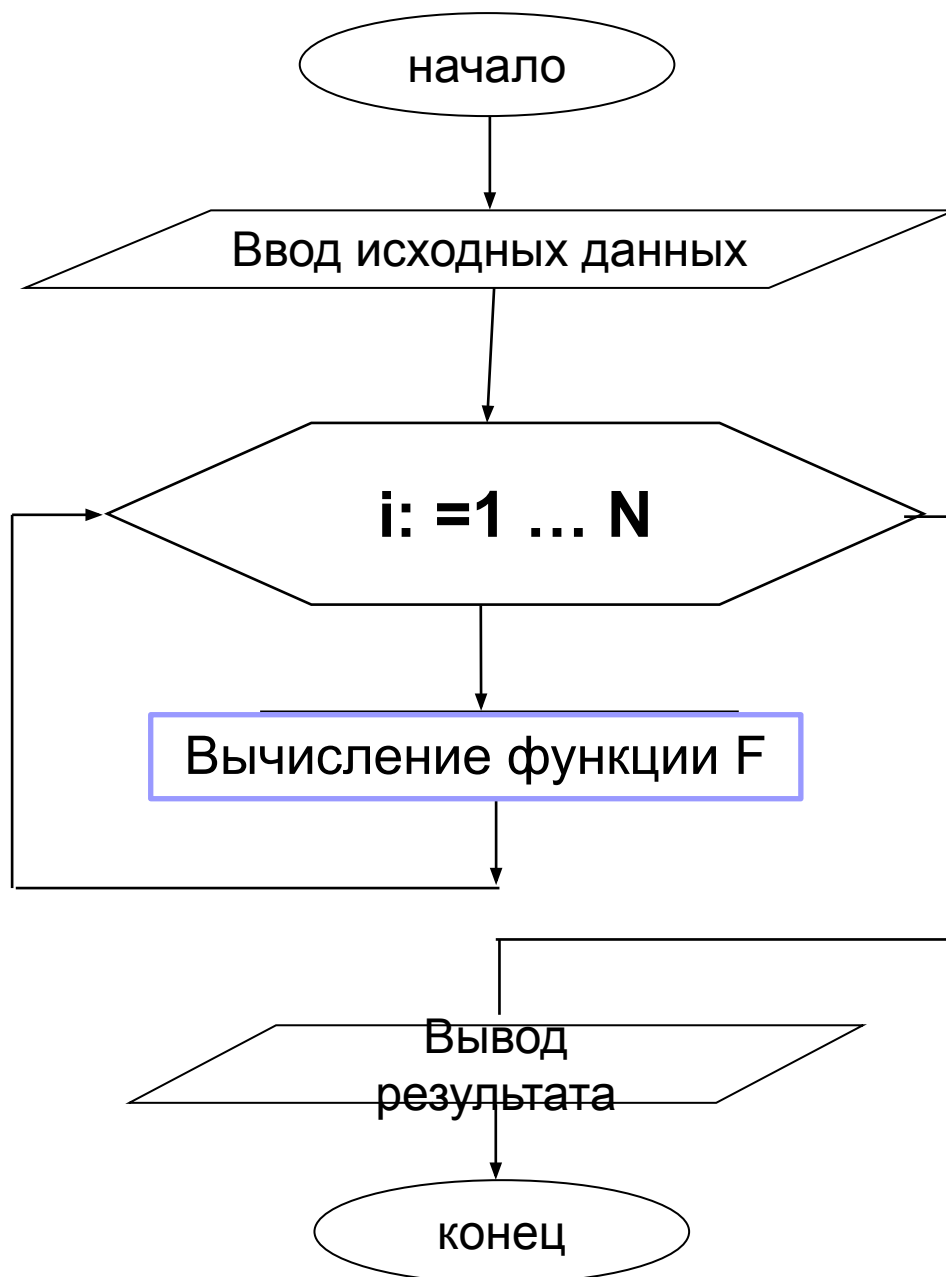 начало
Ввод исходных данных
i: =1 ... N
Вычисление функции F
Вывод
результата
конец